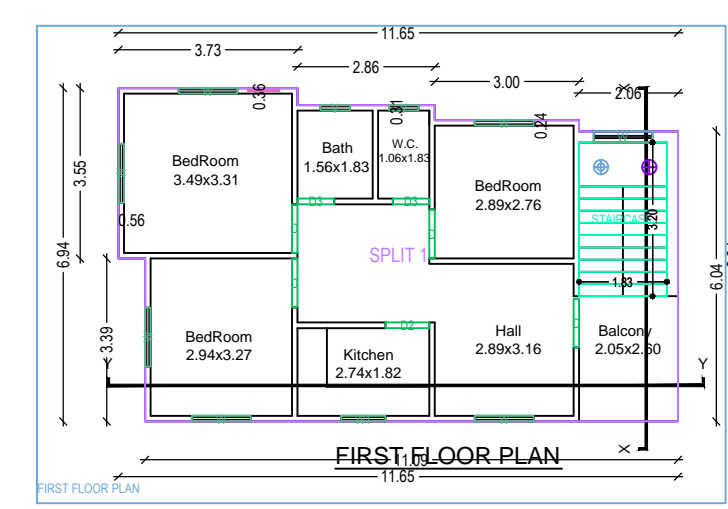 11.65
3.73
2.86
3.00
2.06
X
0.36
0.31
0.24
BedRoom
3.49x3.31
Bath
1.56x1.83
W.C.
1.06x1.83
BedRoom
2.89x2.76
3.55
0.56
D3
D3
D
D
STAIRCASE
3.20
SPLIT 1
6.94
6.04
1.83
3.39
BedRoom
2.94x3.27
D2
D
Kitchen
2.74x1.82
Hall
2.89x3.16
Balcony
2.05x2.60
Y
Y
X
FIRST FLOOR PLAN
11.09
11.65
FIRST FLOOR PLAN